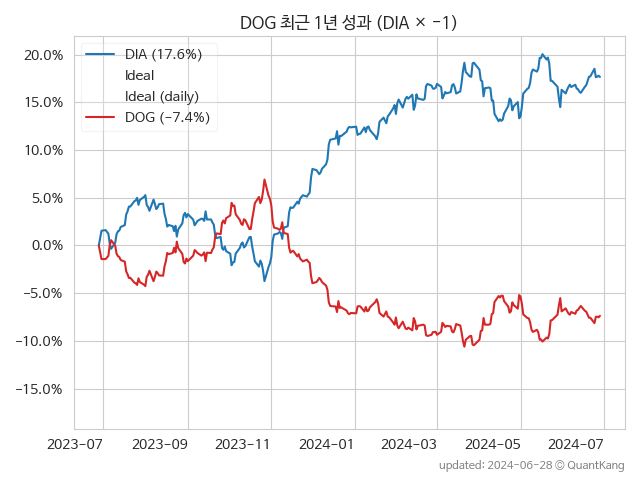 DOG 최근 1년 성과 (DIA × −1)
DIA (17.6%)
Ideal
Ideal (daily)
DOG (−7.4%)
20.0%
15.0%
10.0%
5.0%
0.0%
−5.0%
−10.0%
−15.0%
2023-07
2023-09
2023-11
2024-01
2024-03
2024-05
2024-07
updated: 2024-06-28 © QuantKang